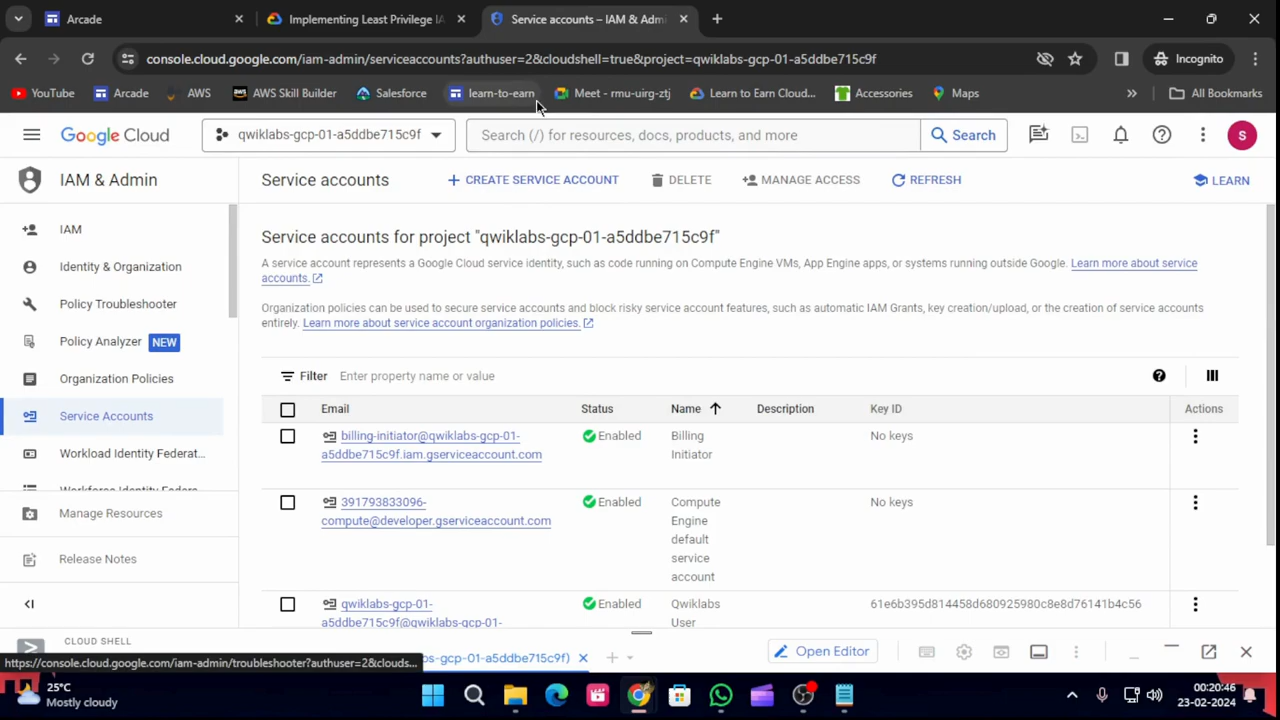 Arcade
Implementing Least Privilege IA
Service accounts – IAM & Admi
console.cloud.google.com/iam-admin/serviceaccounts?authuser=2&cloudshell=true&project=qwiklabs-gcp-01-a5ddbe715c9f
Incognito
YouTube
Arcade
AWS
AWS Skill Builder
Salesforce
learn-to-earn
Meet - rmu-uirg-ztj
Learn to Earn Cloud...
Accessories
Maps
»
All Bookmarks
Google Cloud
qwiklabs-gcp-01-a5ddbe715c9f
Search (/) for resources, docs, products, and more
Search
S
IAM & Admin
Service accounts
+ CREATE SERVICE ACCOUNT
DELETE
MANAGE ACCESS
REFRESH
LEARN
IAM
Identity & Organization
Policy Troubleshooter
Policy Analyzer NEW
Organization Policies
Service Accounts
Workload Identity Federat...
Workforce Identity Federa...
Manage Resources
Release Notes
Service accounts for project "qwiklabs-gcp-01-a5ddbe715c9f"
A service account represents a Google Cloud service identity, such as code running on Compute Engine VMs, App Engine apps, or systems running outside Google. Learn more about service
accounts.
Organization policies can be used to secure service accounts and block risky service account features, such as automatic IAM Grants, key creation/upload, or the creation of service accounts
entirely. Learn more about service account organization policies.
Filter Enter property name or value
Email Status Name Description Key ID Actions
billing-initiator@qwiklabs-gcp-01- Enabled Billing No keys
a5ddbe715c9f.iam.gserviceaccount.com Initiator
391793833096- Enabled Compute No keys
compute@developer.gserviceaccount.com Engine
default
service
account
qwiklabs-gcp-01- Enabled Qwiklabs 61e6b395d814458d680925980c8e8d76141b4c56
a5ddbe715c9f@qwiklabs-gcp-01- User
CLOUD SHELL
bs-gcp-01-a5ddbe715c9f)
Open Editor
https://console.cloud.google.com/iam-admin/troubleshooter?authuser=2&clouds...
25°C
Mostly cloudy
00:20:46
23-02-2024